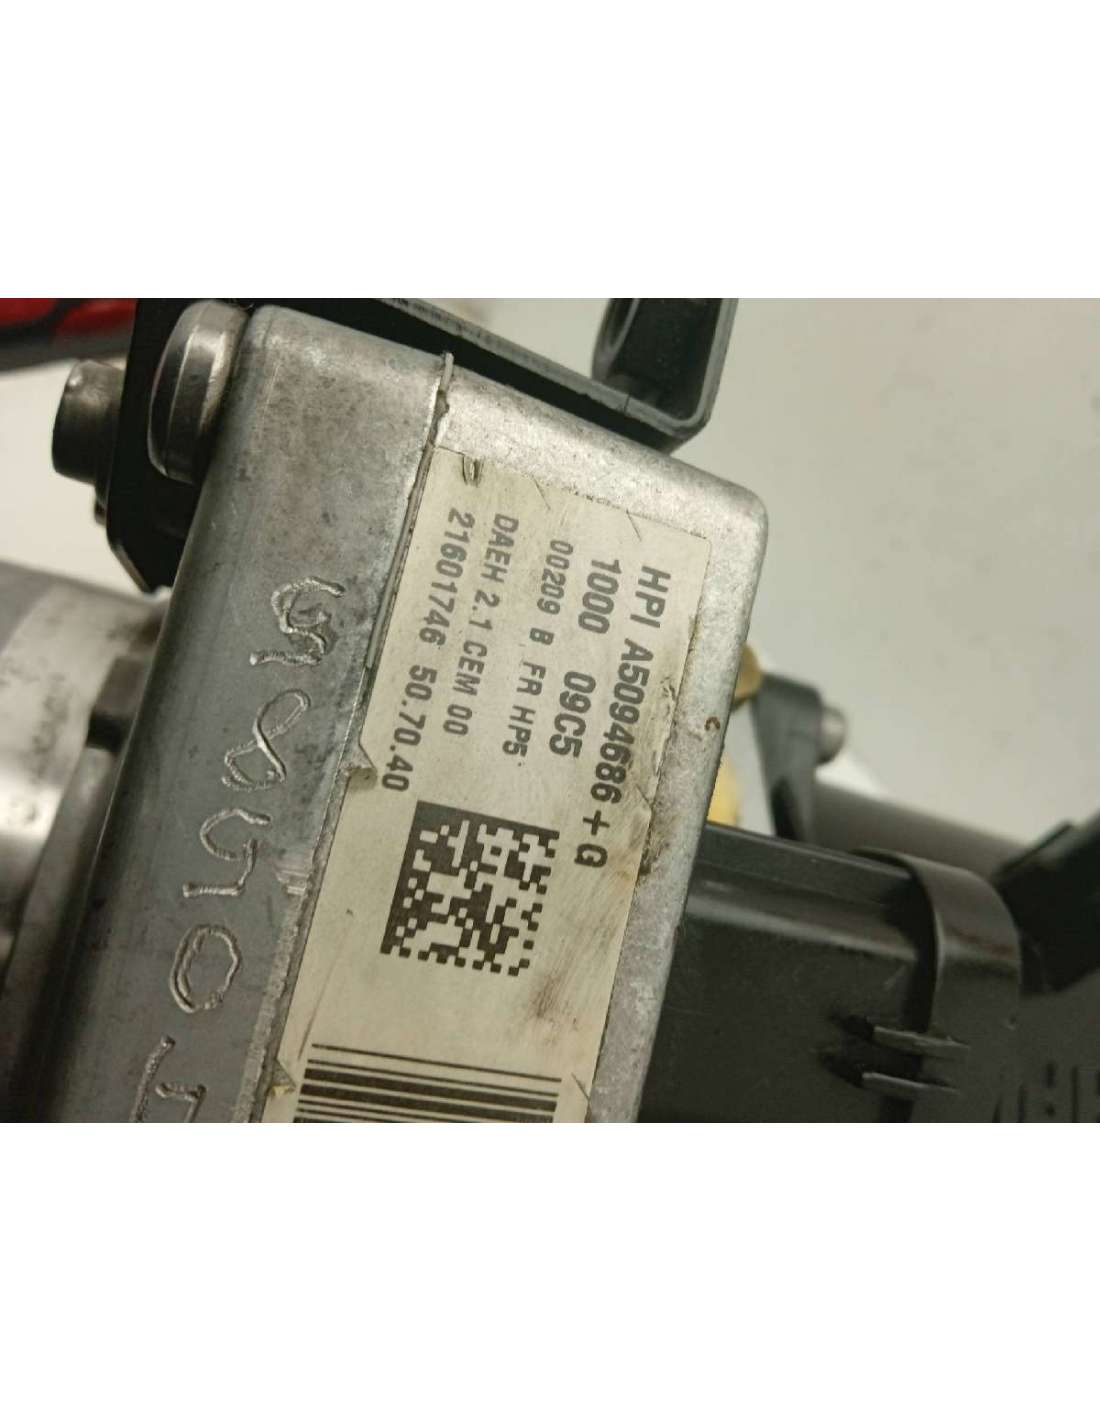 HPI A5094686 + G
1000 09C5
00209 B FR HP5
DAEH 2.1 CEM 00
21601746 50.70.40